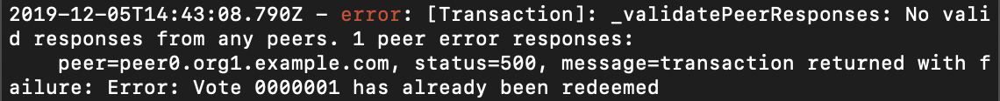 2019-12-05T14:43:08.790Z - error: [Transaction]: _validatePeerResponses: No vali
d responses from any peers. 1 peer error responses:
    peer=peer0.org1.example.com, status=500, message=transaction returned with f
ailure: Error: Vote 0000001 has already been redeemed